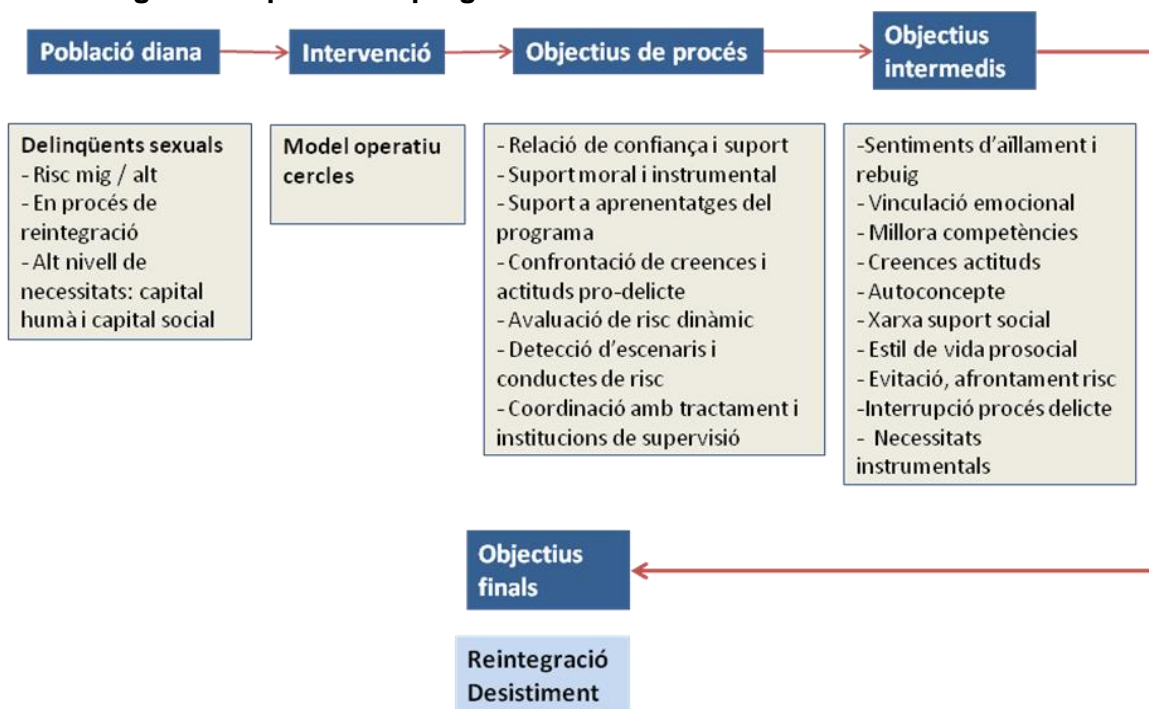 Població diana
Intervenció
Objectius de procés
Objectius
intermedis
Delinqüents sexuals
- Risc mig / alt
- En procés de
reintegració
- Alt nivell de
necessitats: capital
humà i capital social
Model operatiu
cercles
- Relació de confiança i suport
- Suport moral i instrumental
- Suport a aprenentatges del
programa
- Confrontació de creences i
actituds pro-delicte
- Avaluació de risc dinàmic
- Detecció d'escenaris i
conductes de risc
- Coordinació amb tractament i
institucions de supervisió
-Sentiments d'aïllament i
rebuig
- Vinculació emocional
- Millora competències
- Creences actituds
- Autoconcepte
- Xarxa suport social
- Estil de vida prosocial
- Evitació, afrontament risc
-Interrupció procés delicte
- Necessitats
instrumentals
Objectius
finals
Reintegració
Desistiment